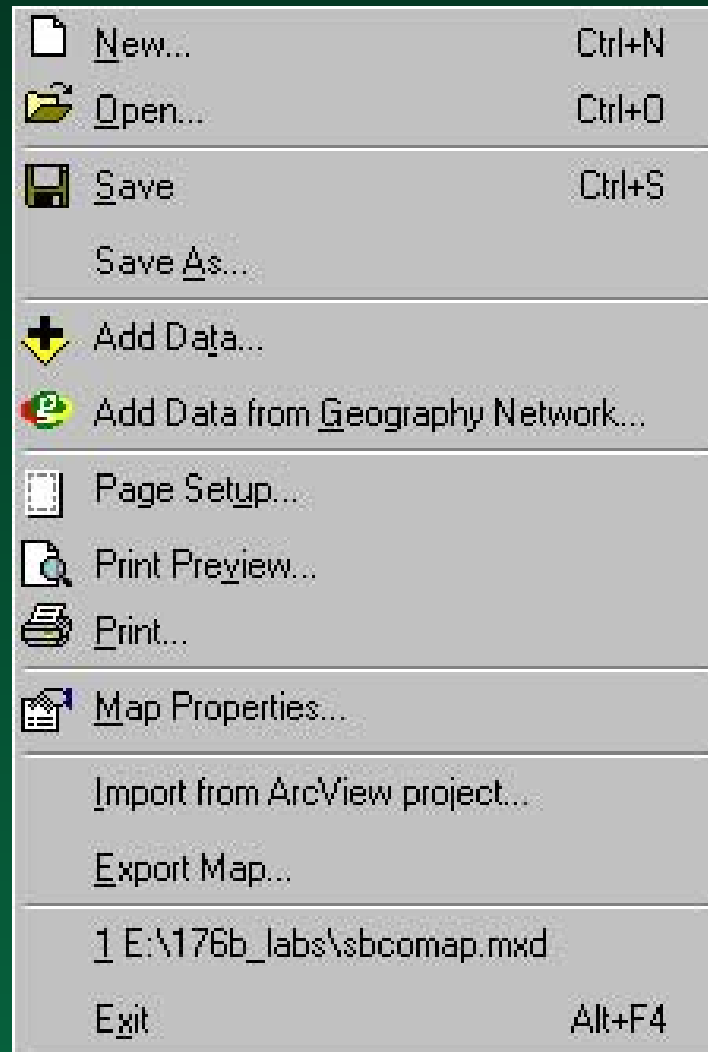 New... Ctrl+N
Open... Ctrl+O
Save Ctrl+S
Save As...
Add Data...
Add Data from Geography Network...
Page Setup...
Print Preview...
Print...
Map Properties...
Import from ArcView project...
Export Map...
1 E:\176b_labs\sbcomap.mxd
Exit Alt+F4